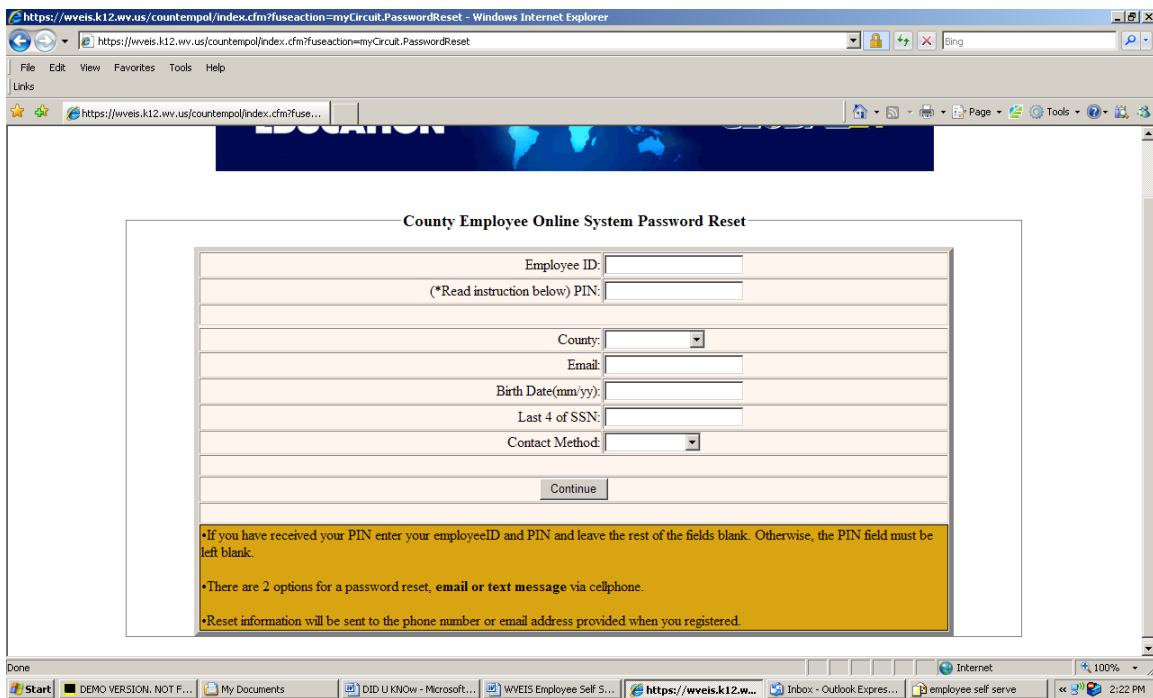 https://wveis.k12.wv.us/countempol/index.cfm?fuseaction=myCircuit.PasswordReset - Windows Internet Explorer
https://wveis.k12.wv.us/countempol/index.cfm?fuseaction=myCircuit.PasswordReset
Bing
File Edit View Favorites Tools Help
Links
https://wveis.k12.wv.us/countempol/index.cfm?fuse...
Page Tools
EDUCATION
County Employee Online System Password Reset
Employee ID:
(*Read instruction below) PIN:
County:
Email:
Birth Date(mm/yy):
Last 4 of SSN:
Contact Method:
Continue
•If you have received your PIN enter your employeeID and PIN and leave the rest of the fields blank. Otherwise, the PIN field must be
left blank.
•There are 2 options for a password reset, email or text message via cellphone.
•Reset information will be sent to the phone number or email address provided when you registered.
Done Internet 100%
Start DEMO VERSION. NOT F... My Documents DID U KNOw - Microsoft... WVEIS Employee Self S... https://wveis.k12.w... Inbox - Outlook Expres... employee self serve 2:22 PM